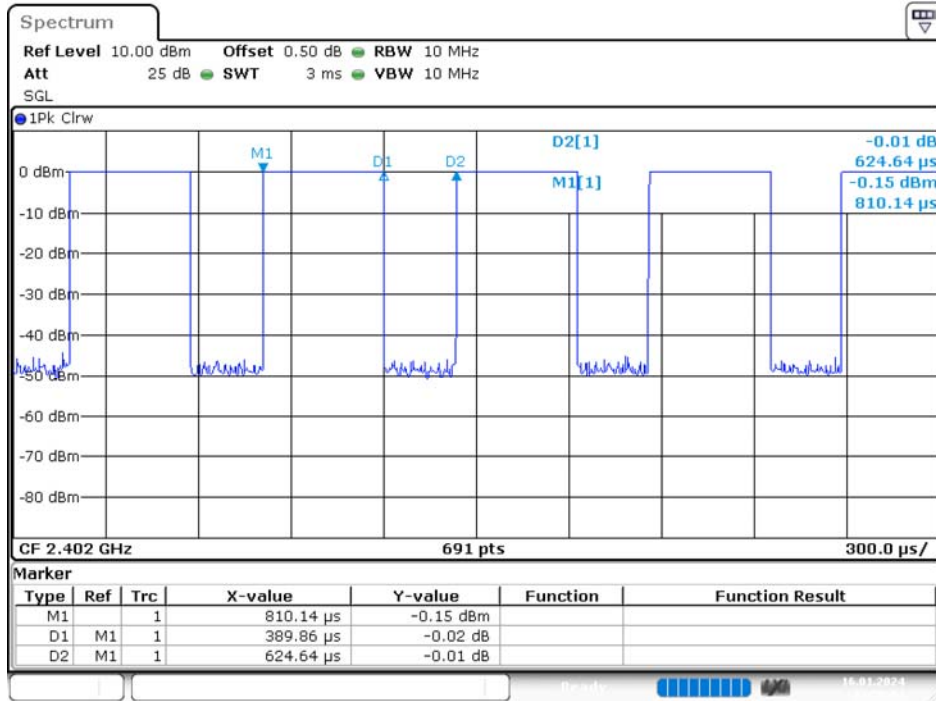 Spectrum
Ref Level 10.00 dBm Offset 0.50 dB RBW 10 MHz
Att 25 dB SWT 3 ms VBW 10 MHz
SGL
1Pk Clrw
D2[1] -0.01 dB
624.64 µs
M1[1] -0.15 dBm
810.14 µs
M1
D1 D2
0 dBm
-10 dBm
-20 dBm
-30 dBm
-40 dBm
-50 dBm
-60 dBm
-70 dBm
-80 dBm
CF 2.402 GHz 691 pts 300.0 µs/
Marker
Type Ref Trc X-value Y-value Function Function Result
M1 1 810.14 µs -0.15 dBm
D1 M1 1 389.86 µs -0.02 dB
D2 M1 1 624.64 µs -0.01 dB
Ready 16.01.2024